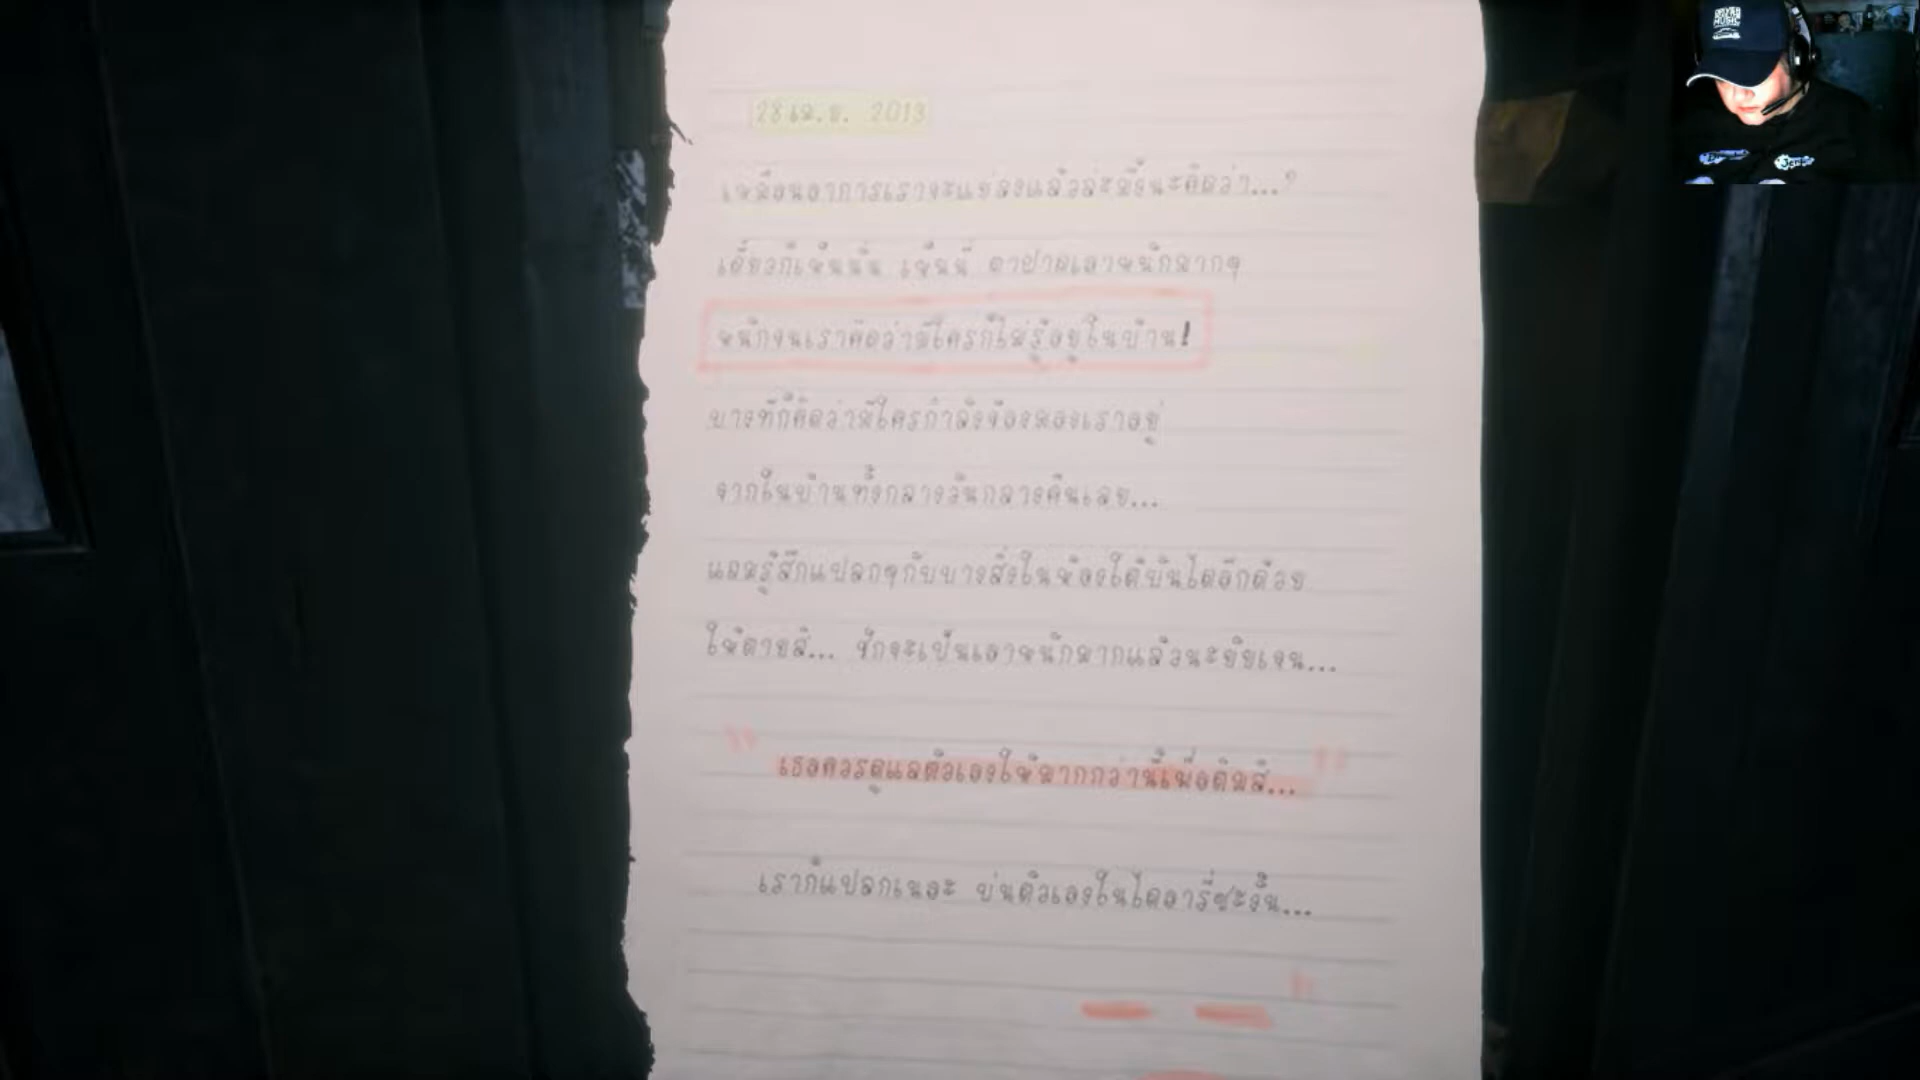 28 เม.ย. 2013
เหมือนอาการเราจะแย่ลงแล้วล่ะมั้งนะคิดว่า...?
เดี๋ยวก็เห็นนั่น เห็นนี่ ตาฝาดเอาหนักมากๆ
หนักจนเราคิดว่ามีใครก็ไม่รู้อยู่ในบ้าน!
บางทีก็คิดว่ามีใครกำลังจ้องมองเราอยู่
จากในบ้านทั้งกลางวันกลางคืนเลย...
แถมรู้สึกแปลกๆกับบางสิ่งในห้องใต้บันไดอีกด้วย
ให้ตายสิ... ชักจะเป็นเอาหนักมากแล้วนะยัยเจน...
" เธอควรดูแลตัวเองให้มากกว่านี้เพื่อดิมสิ... "
เราก็แปลกเนอะ บ่นตัวเองในไดอารี่ซะงั้น...